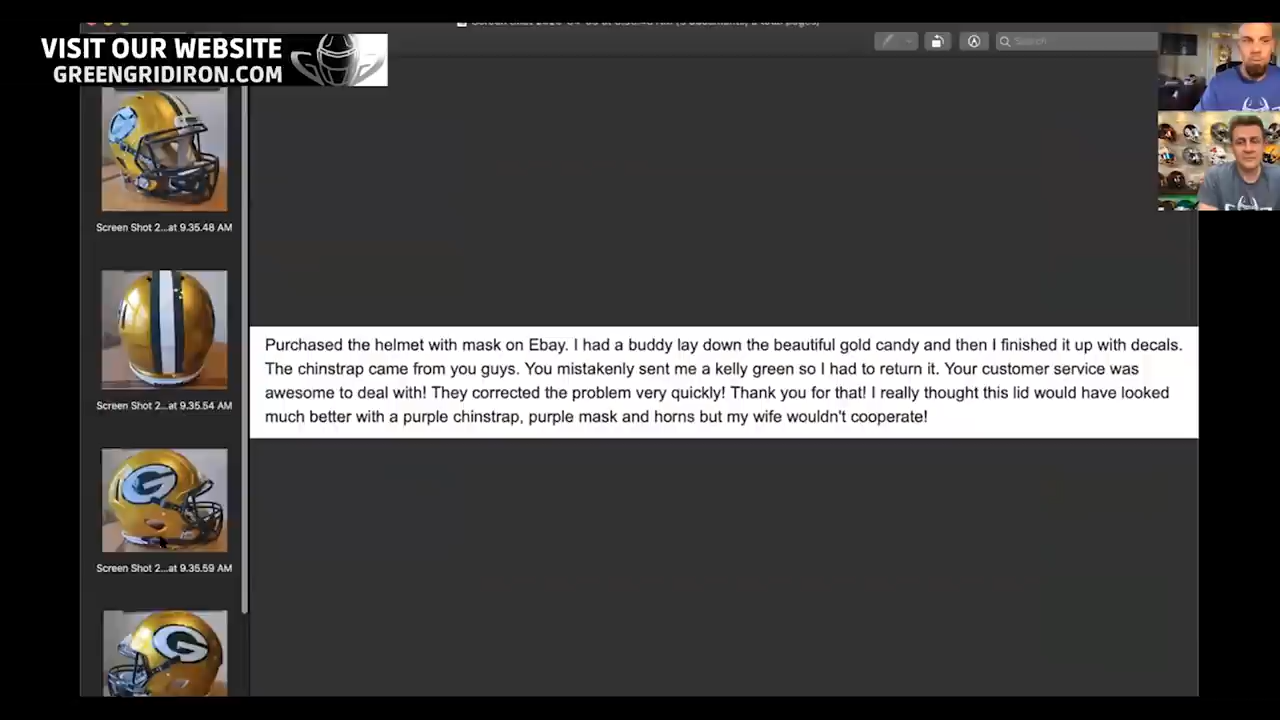 VISIT OUR WEBSITE
GREENGRIDIRON.COM
Search
Screen Shot 2...at 9.35.48 AM
Screen Shot 2...at 9.35.54 AM
Screen Shot 2...at 9.35.59 AM
Purchased the helmet with mask on Ebay. I had a buddy lay down the beautiful gold candy and then I finished it up with decals.
The chinstrap came from you guys. You mistakenly sent me a kelly green so I had to return it. Your customer service was
awesome to deal with! They corrected the problem very quickly! Thank you for that! I really thought this lid would have looked
much better with a purple chinstrap, purple mask and horns but my wife wouldn't cooperate!